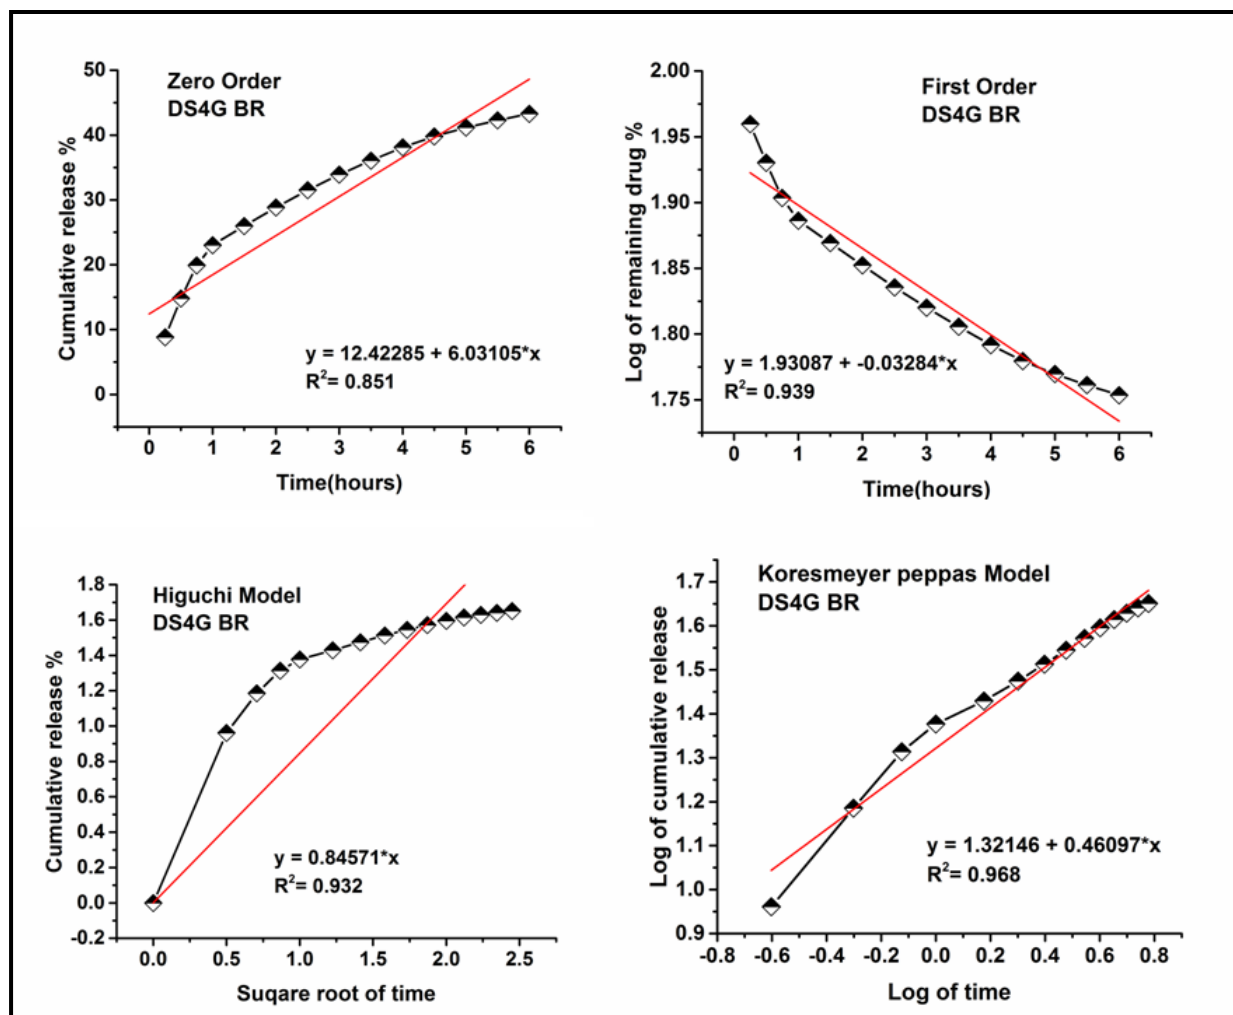 Zero Order
DS4G BR
50
40
30
20
10
0
Cumulative release %
y = 12.42285 + 6.03105*x
R²= 0.851
0 1 2 3 4 5 6
Time(hours)
First Order
DS4G BR
2.00
1.95
1.90
1.85
1.80
1.75
Log of remaining drug %
y = 1.93087 + -0.03284*x
R²= 0.939
0 1 2 3 4 5 6
Time(hours)
Higuchi Model
DS4G BR
1.8
1.6
1.4
1.2
1.0
0.8
0.6
0.4
0.2
0.0
-0.2
Cumulative release %
y = 0.84571*x
R²= 0.932
0.0 0.5 1.0 1.5 2.0 2.5
Suqare root of time
Koresmeyer peppas Model
DS4G BR
1.7
1.6
1.5
1.4
1.3
1.2
1.1
1.0
0.9
Log of cumulative release
y = 1.32146 + 0.46097*x
R²= 0.968
-0.8 -0.6 -0.4 -0.2 0.0 0.2 0.4 0.6 0.8
Log of time